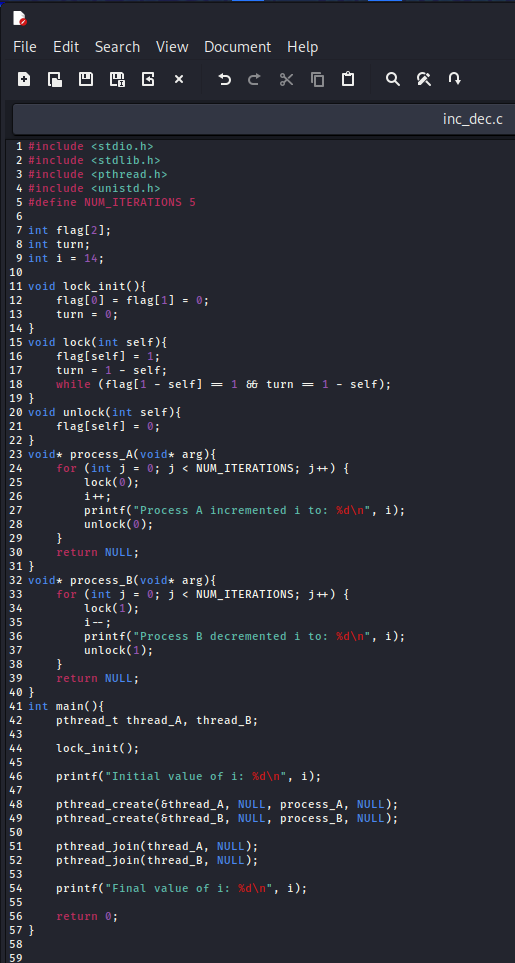 File Edit Search View Document Help
inc_dec.c
1 #include <stdio.h>
2 #include <stdlib.h>
3 #include <pthread.h>
4 #include <unistd.h>
5 #define NUM_ITERATIONS 5
6
7 int flag[2];
8 int turn;
9 int i = 14;
10
11 void lock_init(){
12     flag[0] = flag[1] = 0;
13     turn = 0;
14 }
15 void lock(int self){
16     flag[self] = 1;
17     turn = 1 - self;
18     while (flag[1 - self] == 1 && turn == 1 - self);
19 }
20 void unlock(int self){
21     flag[self] = 0;
22 }
23 void* process_A(void* arg){
24     for (int j = 0; j < NUM_ITERATIONS; j++) {
25         lock(0);
26         i++;
27         printf("Process A incremented i to: %d\n", i);
28         unlock(0);
29     }
30     return NULL;
31 }
32 void* process_B(void* arg){
33     for (int j = 0; j < NUM_ITERATIONS; j++) {
34         lock(1);
35         i--;
36         printf("Process B decremented i to: %d\n", i);
37         unlock(1);
38     }
39     return NULL;
40 }
41 int main(){
42     pthread_t thread_A, thread_B;
43
44     lock_init();
45
46     printf("Initial value of i: %d\n", i);
47
48     pthread_create(&thread_A, NULL, process_A, NULL);
49     pthread_create(&thread_B, NULL, process_B, NULL);
50
51     pthread_join(thread_A, NULL);
52     pthread_join(thread_B, NULL);
53
54     printf("Final value of i: %d\n", i);
55
56     return 0;
57 }
58
59